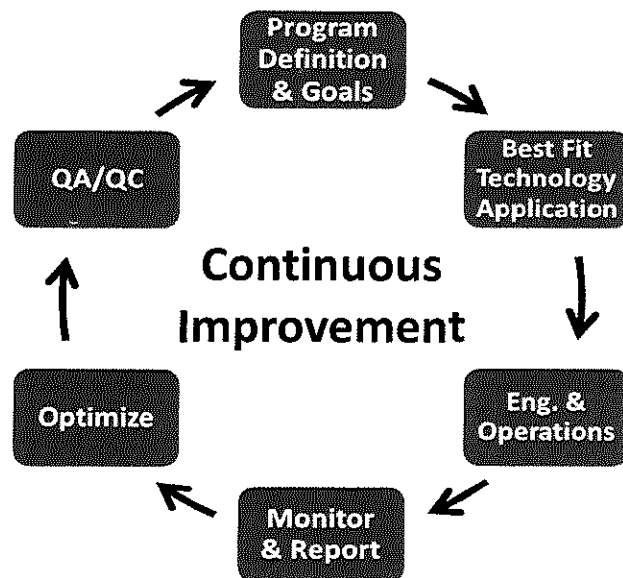 Program
Definition
& Goals
Best Fit
Technology
Application
Eng. &
Operations
Monitor
& Report
Optimize
QA/QC
Continuous
Improvement